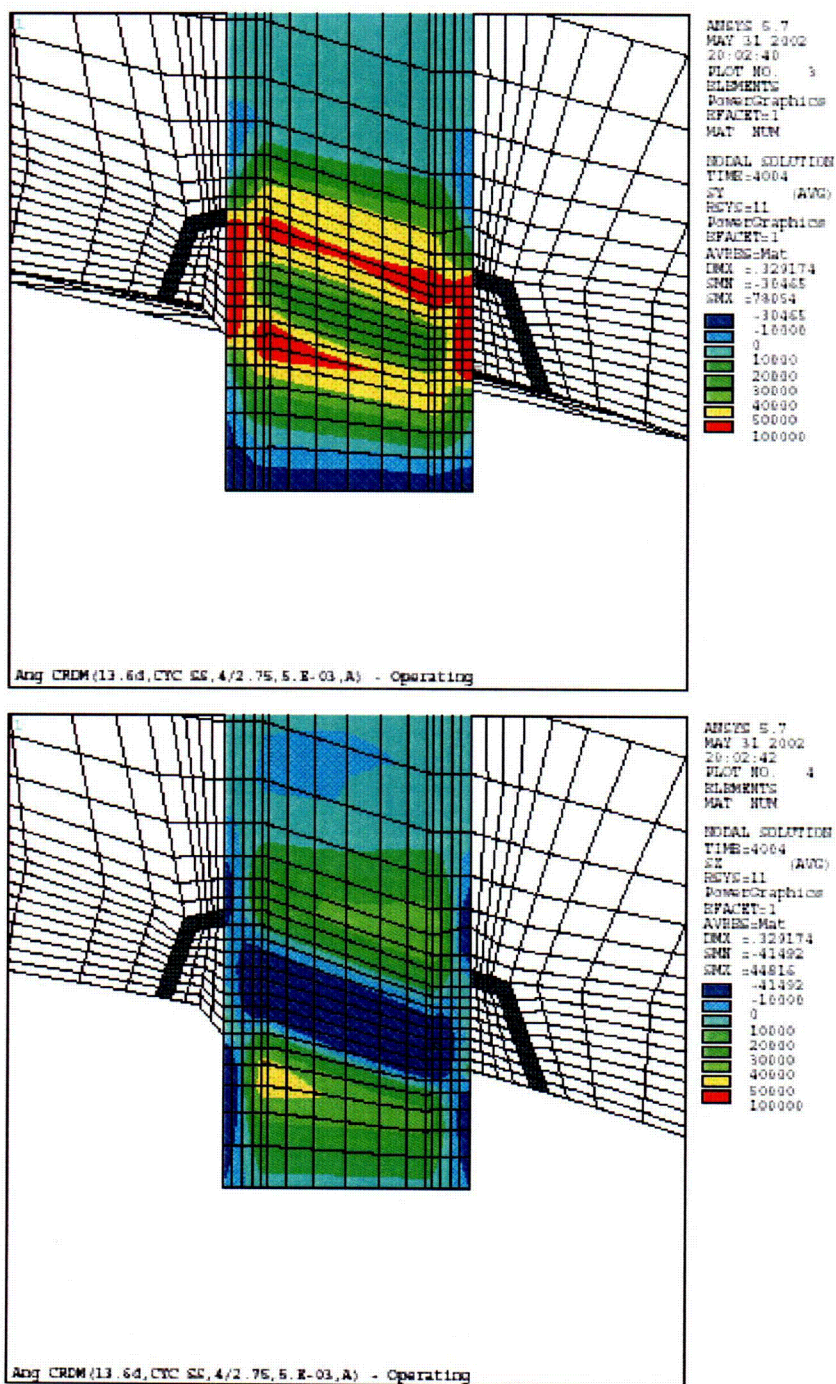 1
ANSYS 5.7
MAY 31 2002
20:02:40
PLOT NO. 3
ELEMENTS
PowerGraphics
EFACET=1
MAT NUM
NODAL SOLUTION
TIME=4004
SY (AVG)
RSYS=11
PowerGraphics
EFACET=1
AVRES=Mat
DMX =.329174
SMN =-30465
SMX =78054
-30465
-10000
0
10000
20000
30000
40000
50000
100000
Ang CRDM(13.6d,CYC SS,4/2.75,5.E-03,A) - Operating
1
ANSYS 5.7
MAY 31 2002
20:02:42
PLOT NO. 4
ELEMENTS
MAT NUM
NODAL SOLUTION
TIME=4004
SZ (AVG)
RSYS=11
PowerGraphics
EFACET=1
AVRES=Mat
DMX =.329174
SMN =-41492
SMX =44816
-41492
-10000
0
10000
20000
30000
40000
50000
100000
Ang CRDM(13.6d,CYC SS,4/2.75,5.E-03,A) - Operating